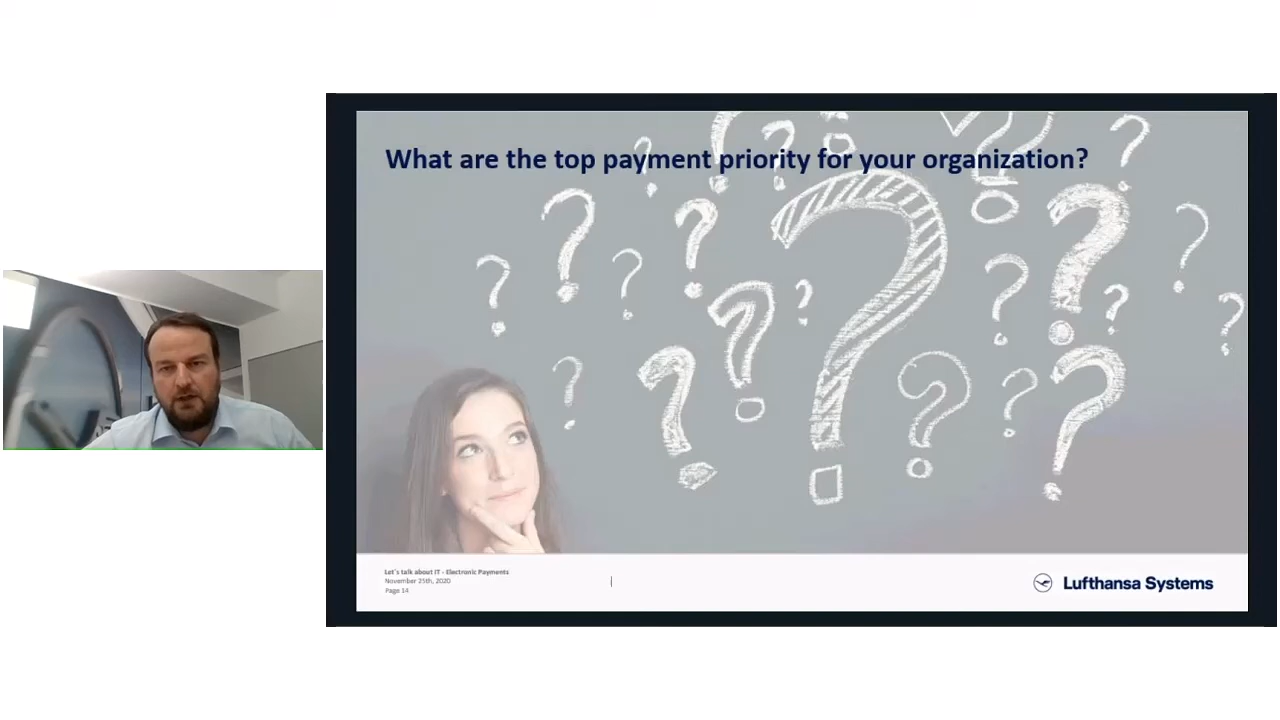 What are the top payment priority for your organization?
Let´s talk about IT - Electronic Payments
November 25th, 2020
Page 14
|
Lufthansa Systems